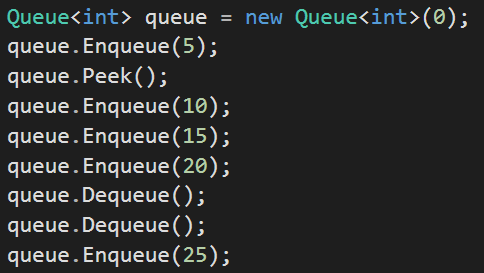 Queue<int> queue = new Queue<int>(0);
queue.Enqueue(5);
queue.Peek();
queue.Enqueue(10);
queue.Enqueue(15);
queue.Enqueue(20);
queue.Dequeue();
queue.Dequeue();
queue.Enqueue(25);